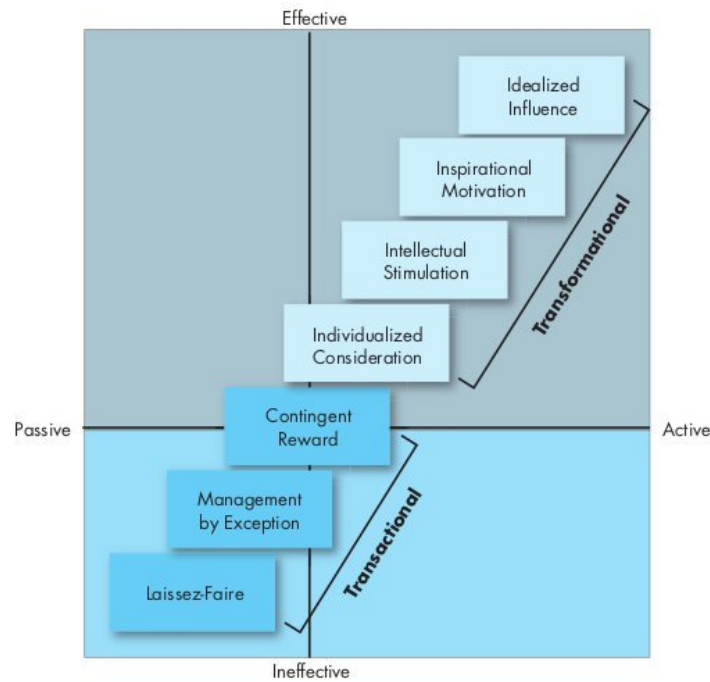 Effective
Idealized
Influence
Inspirational
Motivation
Intellectual
Stimulation
Transformational
Individualized
Consideration
Contingent
Reward
Passive
Active
Management
by Exception
Transactional
Laissez-Faire
Ineffective